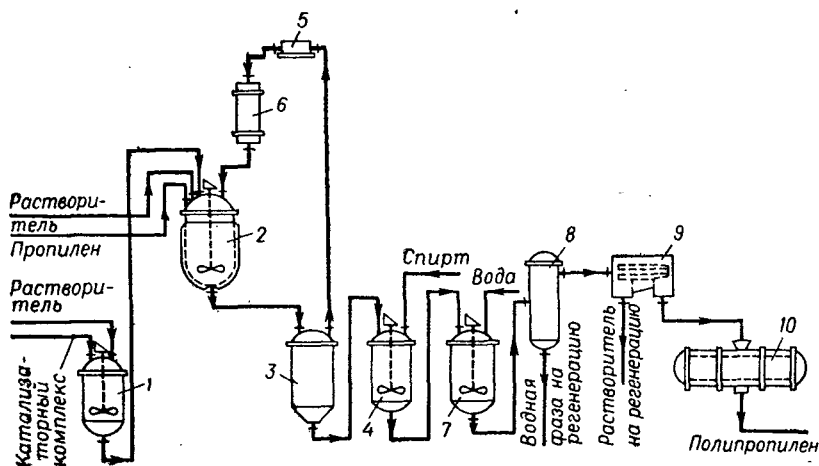 5
6
Раствори-
тель
Пропилен
2
Раствори-
тель
Катализа-
торный
комплекс
1
3
Спирт
4
Вода
7
8
Водная
фаза на
регенерацию
9
Растворитель
на регенерацию
10
Полипропилен